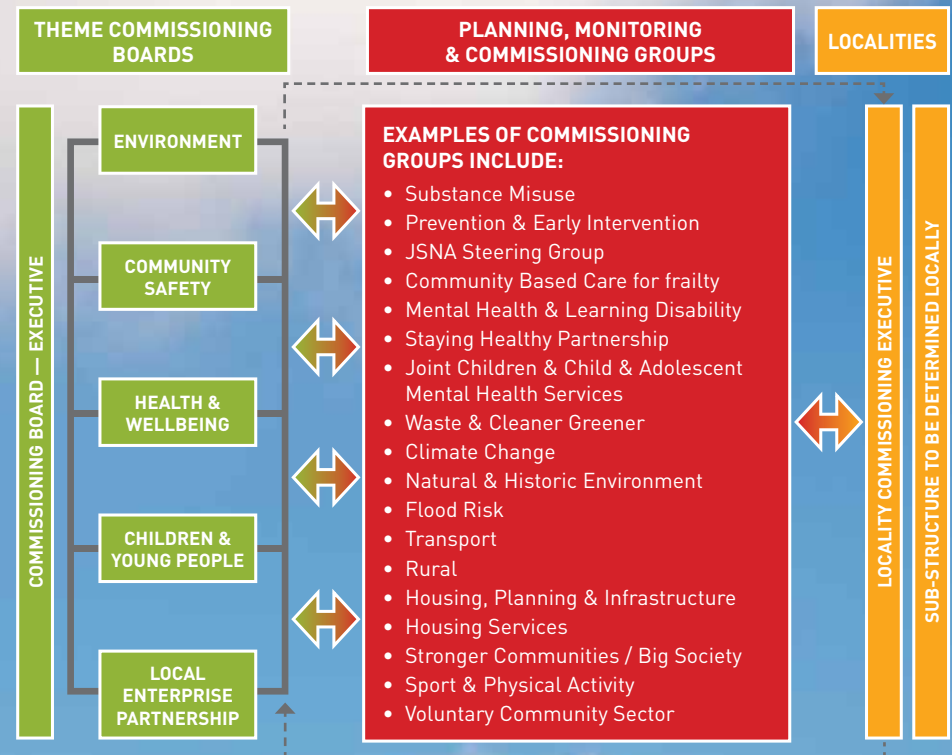 THEME COMMISSIONING
BOARDS
PLANNING, MONITORING
& COMMISSIONING GROUPS
LOCALITIES
COMMISSIONING BOARD — EXECUTIVE
ENVIRONMENT
COMMUNITY
SAFETY
HEALTH &
WELLBEING
CHILDREN &
YOUNG PEOPLE
LOCAL
ENTERPRISE
PARTNERSHIP
EXAMPLES OF COMMISSIONING
GROUPS INCLUDE:
• Substance Misuse
• Prevention & Early Intervention
• JSNA Steering Group
• Community Based Care for frailty
• Mental Health & Learning Disability
• Staying Healthy Partnership
• Joint Children & Child & Adolescent
Mental Health Services
• Waste & Cleaner Greener
• Climate Change
• Natural & Historic Environment
• Flood Risk
• Transport
• Rural
• Housing, Planning & Infrastructure
• Housing Services
• Stronger Communities / Big Society
• Sport & Physical Activity
• Voluntary Community Sector
LOCALITY COMMISSIONING EXECUTIVE
SUB-STRUCTURE TO BE DETERMINED LOCALLY